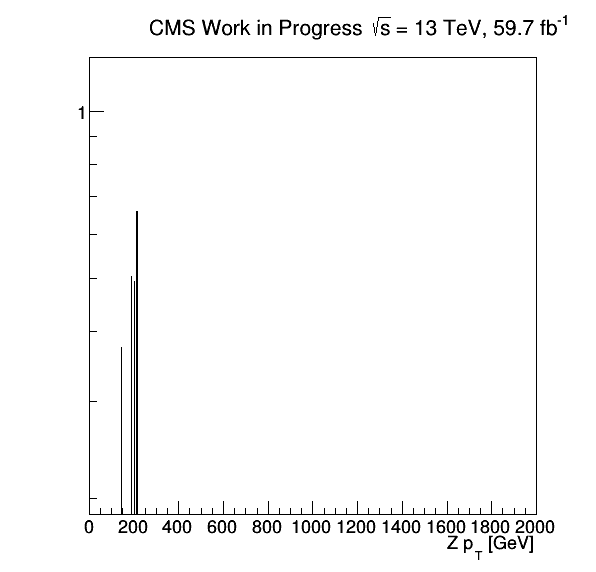 CMS Work in Progress √s = 13 TeV, 59.7 fb⁻¹
1
0 200 400 600 800 1000 1200 1400 1600 1800 2000
Z p_T [GeV]